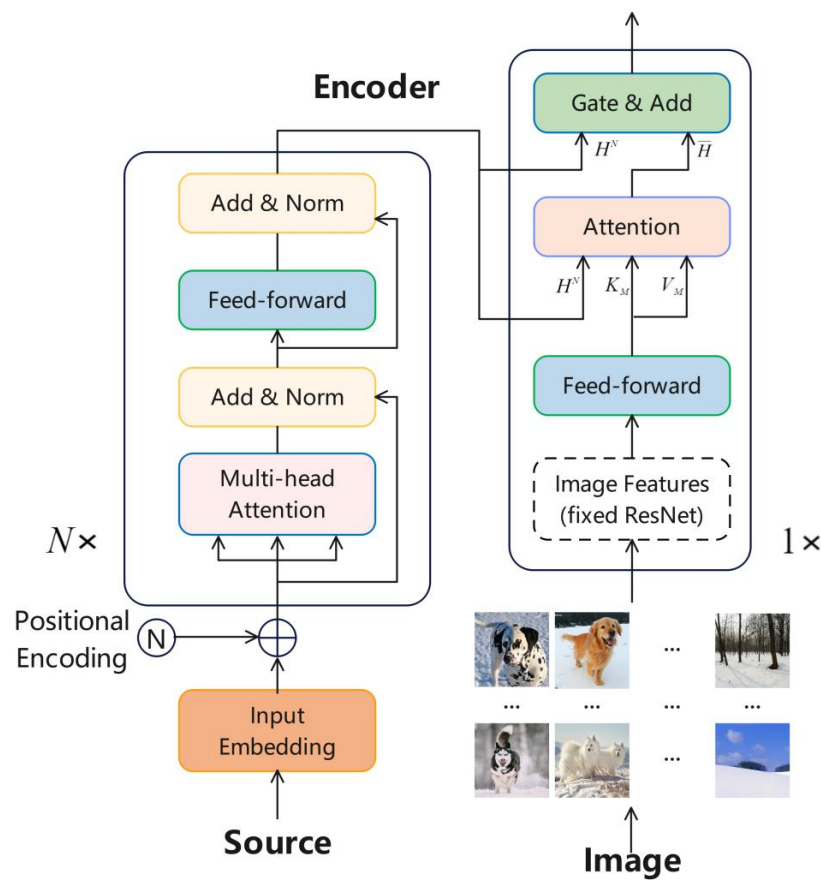 Encoder
Gate & Add
H^N
H̅
Add & Norm
Attention
Feed-forward
H^N
K_M
V_M
Add & Norm
Feed-forward
Multi-head
Attention
Image Features
(fixed ResNet)
N×
1×
Positional
Encoding
N
...
... ... ... ...
Input
Embedding
...
Source
Image